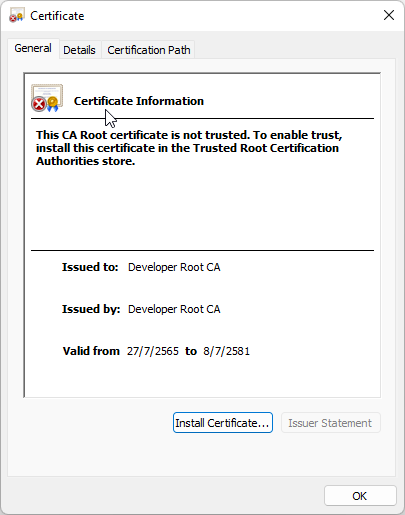 Certificate
General Details Certification Path
Certificate Information
This CA Root certificate is not trusted. To enable trust,
install this certificate in the Trusted Root Certification
Authorities store.
Issued to: Developer Root CA
Issued by: Developer Root CA
Valid from 27/7/2565 to 8/7/2581
Install Certificate... Issuer Statement
OK